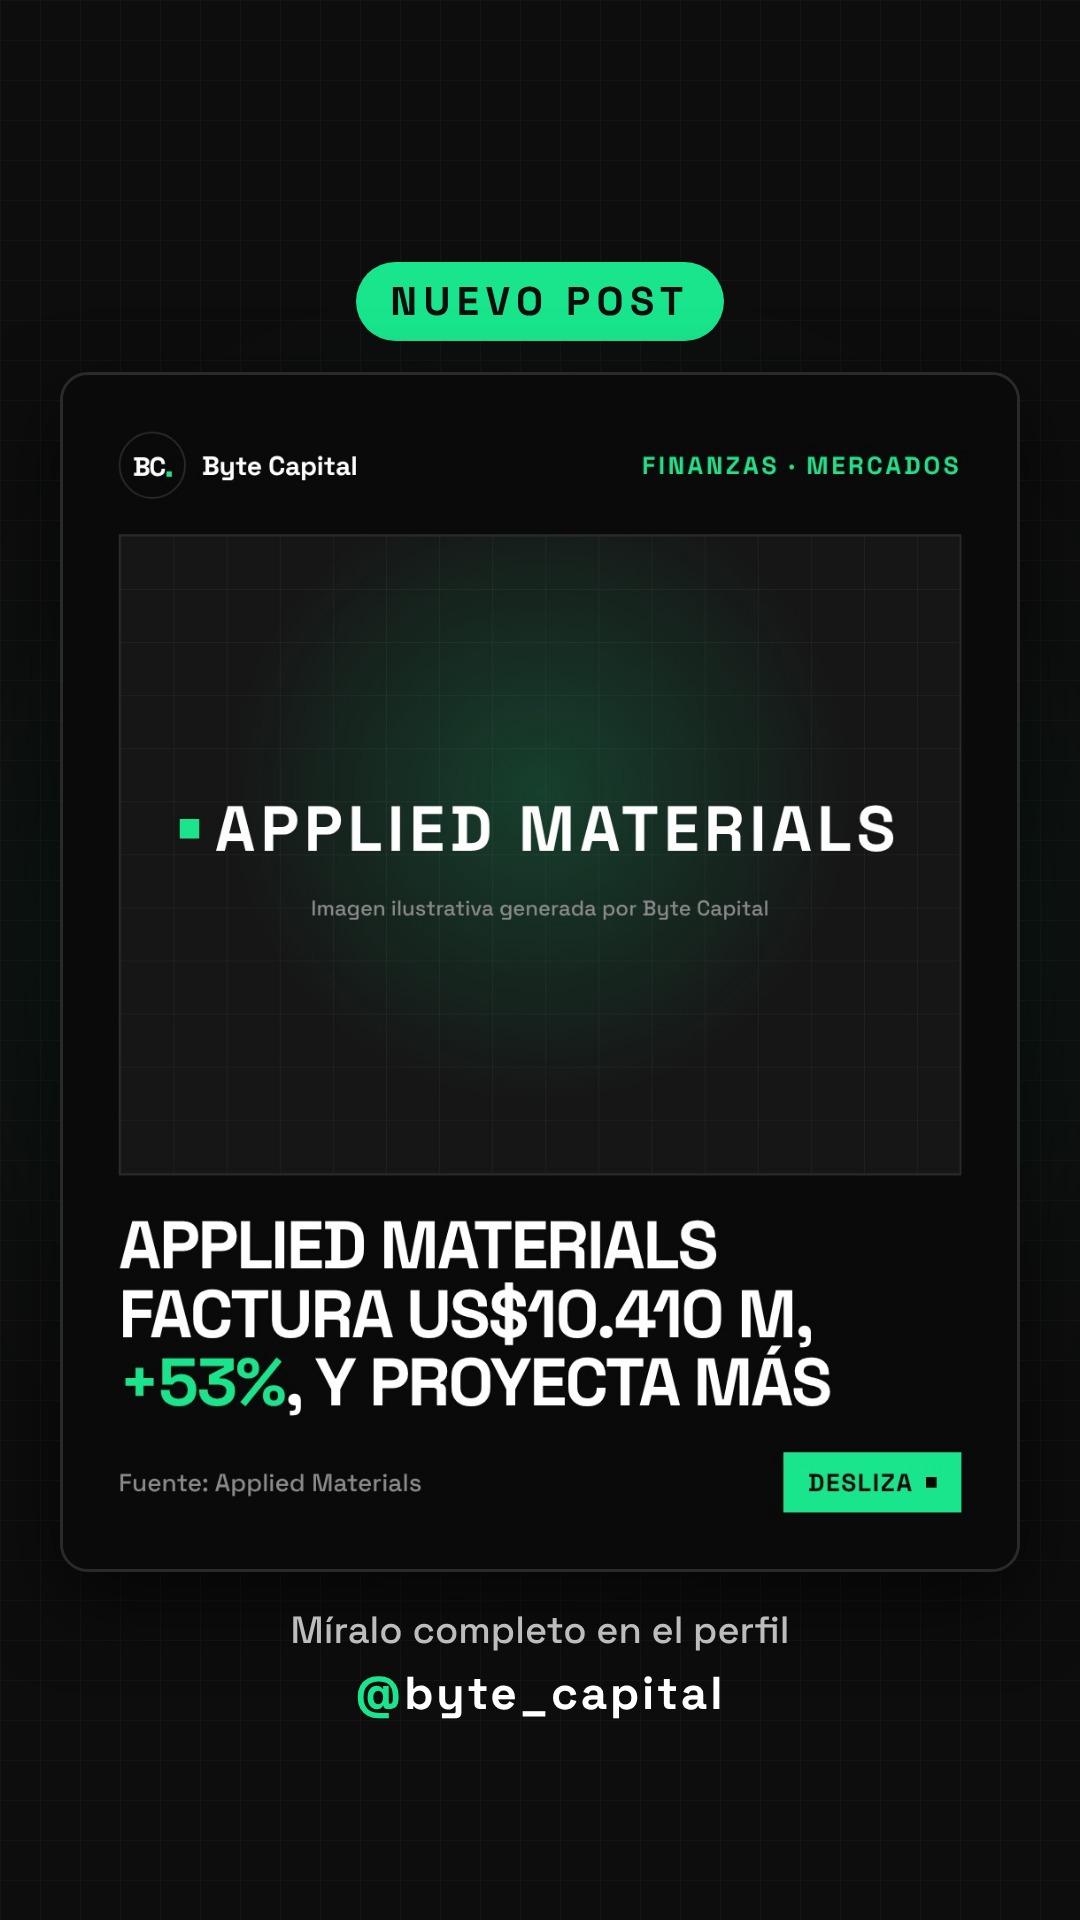 NUEVO POST
BC.
Byte Capital
FINANZAS · MERCADOS
APPLIED MATERIALS
Imagen ilustrativa generada por Byte Capital
APPLIED MATERIALS
FACTURA US$10.410 M,
+53%, Y PROYECTA MÁS
Fuente: Applied Materials
DESLIZA
Míralo completo en el perfil
@byte_capital